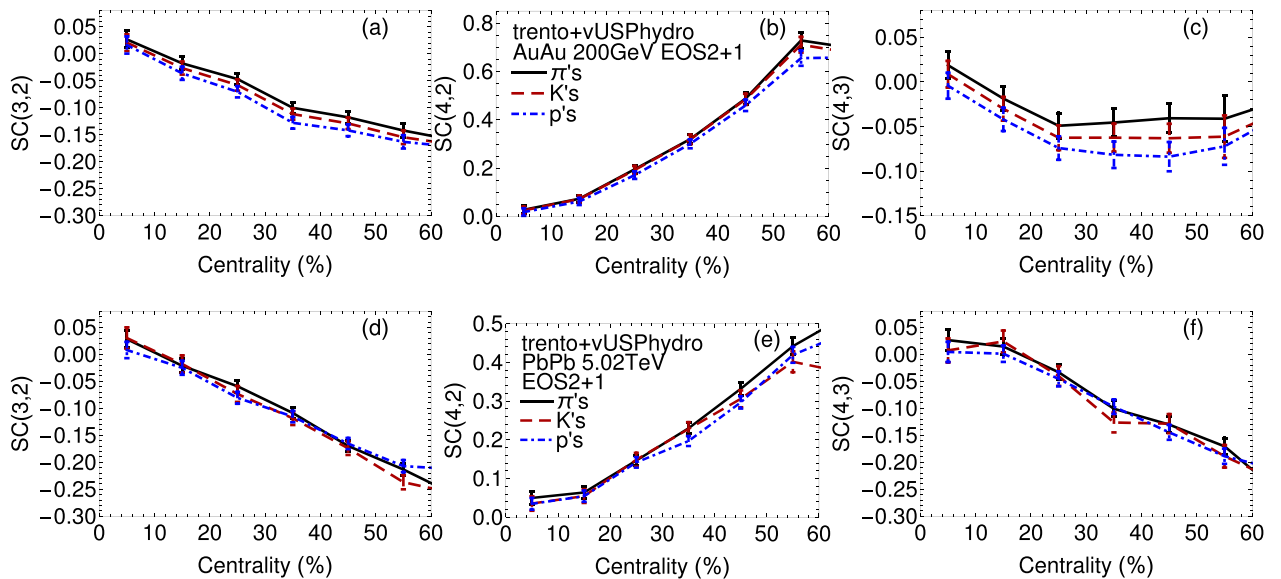 (a)
SC(3,2)
0.05
0.00
−0.05
−0.10
−0.15
−0.20
−0.25
−0.30
0 10 20 30 40 50 60
Centrality (%)
(b)
trento+vUSPhydro
AuAu 200GeV EOS2+1
π's
K's
p's
SC(4,2)
0.8
0.6
0.4
0.2
0.0
0 10 20 30 40 50 60
Centrality (%)
(c)
SC(4,3)
0.05
0.00
−0.05
−0.10
−0.15
0 10 20 30 40 50 60
Centrality (%)
(d)
SC(3,2)
0.05
0.00
−0.05
−0.10
−0.15
−0.20
−0.25
−0.30
0 10 20 30 40 50 60
Centrality (%)
(e)
trento+vUSPhydro
PbPb 5.02TeV
EOS2+1
π's
K's
p's
SC(4,2)
0.5
0.4
0.3
0.2
0.1
0.0
0 10 20 30 40 50 60
Centrality (%)
(f)
SC(4,3)
0.05
0.00
−0.05
−0.10
−0.15
−0.20
−0.25
−0.30
0 10 20 30 40 50 60
Centrality (%)